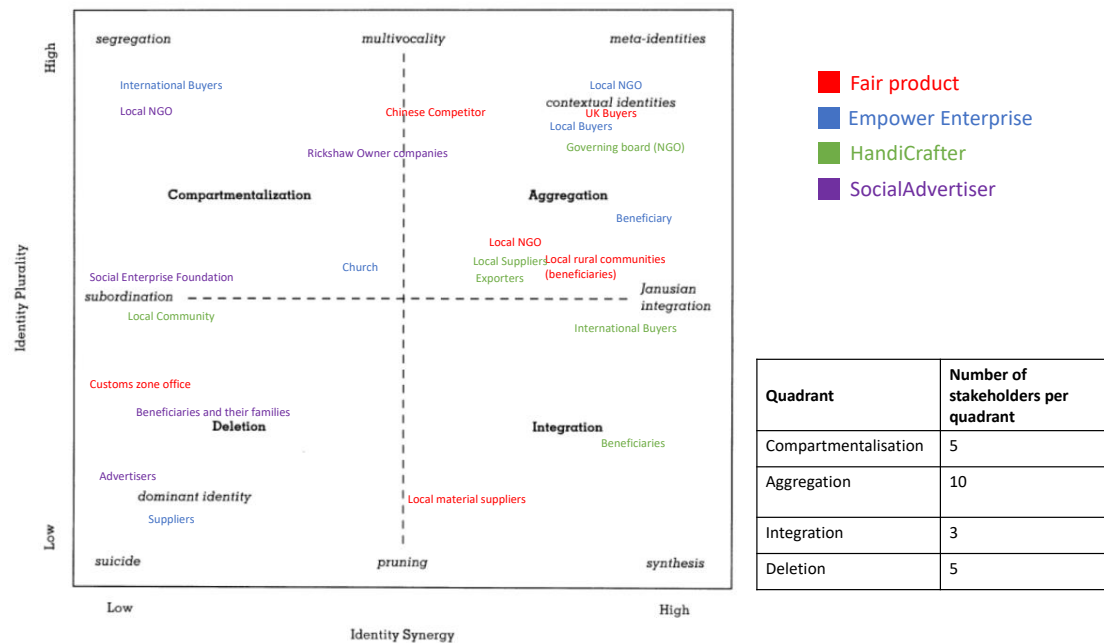 High
segregation
multivocality
meta-identities
International Buyers
Local NGO
Local NGO
contextual identities
Chinese Competitor
UK Buyers
Local Buyers
Rickshaw Owner companies
Governing board (NGO)
Compartmentalization
Aggregation
Beneficiary
Local NGO
Local Suppliers
Exporters
Local rural communities
(beneficiaries)
Church
Social Enterprise Foundation
subordination
Janusian
integration
Local Community
International Buyers
Customs zone office
Beneficiaries and their families
Deletion
Integration
Beneficiaries
Advertisers
dominant identity
Local material suppliers
Suppliers
suicide
pruning
synthesis
Identity Plurality
Low
Low
High
Identity Synergy
Fair product
Empower Enterprise
HandiCrafter
SocialAdvertiser
Quadrant
Number of
stakeholders per
quadrant
Compartmentalisation 5
Aggregation 10
Integration 3
Deletion 5